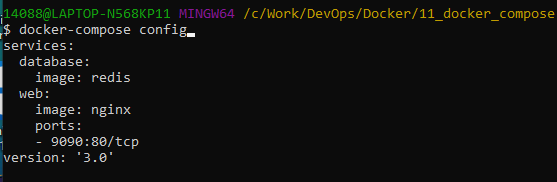 14088@LAPTOP-N568KP11 MINGW64 /c/Work/DevOps/Docker/11_docker_compose
$ docker-compose config
services:
  database:
    image: redis
  web:
    image: nginx
    ports:
    - 9090:80/tcp
version: '3.0'